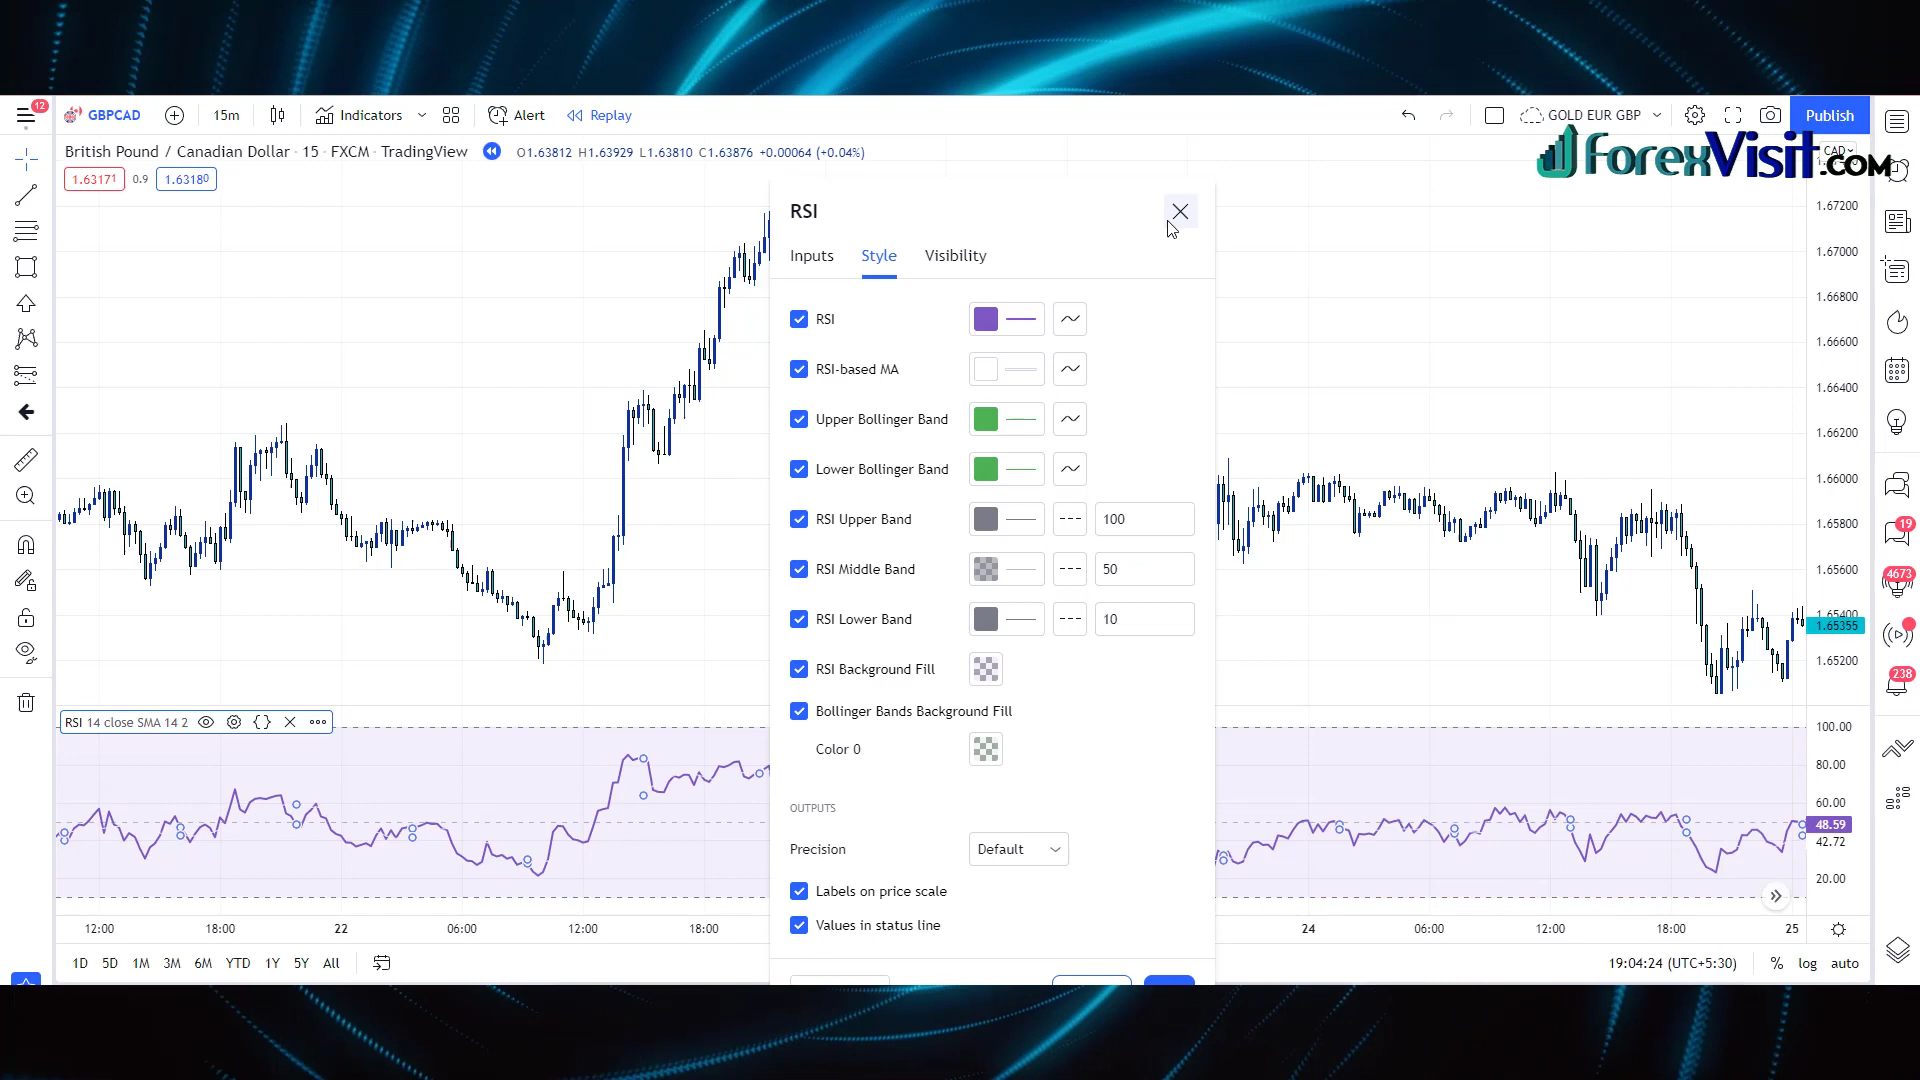 12
GBPCAD
15m
Indicators
Alert
Replay
GOLD EUR GBP
Publish
British Pound / Canadian Dollar · 15 · FXCM · TradingView
O1.63812 H1.63929 L1.63810 C1.63876 +0.00064 (+0.04%)
CAD
ForexVisit.COM
1.63171
0.9
1.63180
RSI
Inputs
Style
Visibility
RSI
RSI-based MA
Upper Bollinger Band
Lower Bollinger Band
RSI Upper Band
100
RSI Middle Band
50
RSI Lower Band
10
RSI Background Fill
Bollinger Bands Background Fill
Color 0
OUTPUTS
Precision
Default
Labels on price scale
Values in status line
1.67200
1.67000
1.66800
1.66600
1.66400
1.66200
1.66000
1.65800
1.65600
1.65400
1.65355
1.65200
19
4673
238
RSI 14 close SMA 14 2
100.00
80.00
60.00
48.59
42.72
20.00
12:00
18:00
22
06:00
12:00
18:00
24
06:00
12:00
18:00
25
1D
5D
1M
3M
6M
YTD
1Y
5Y
All
19:04:24 (UTC+5:30)
%
log
auto